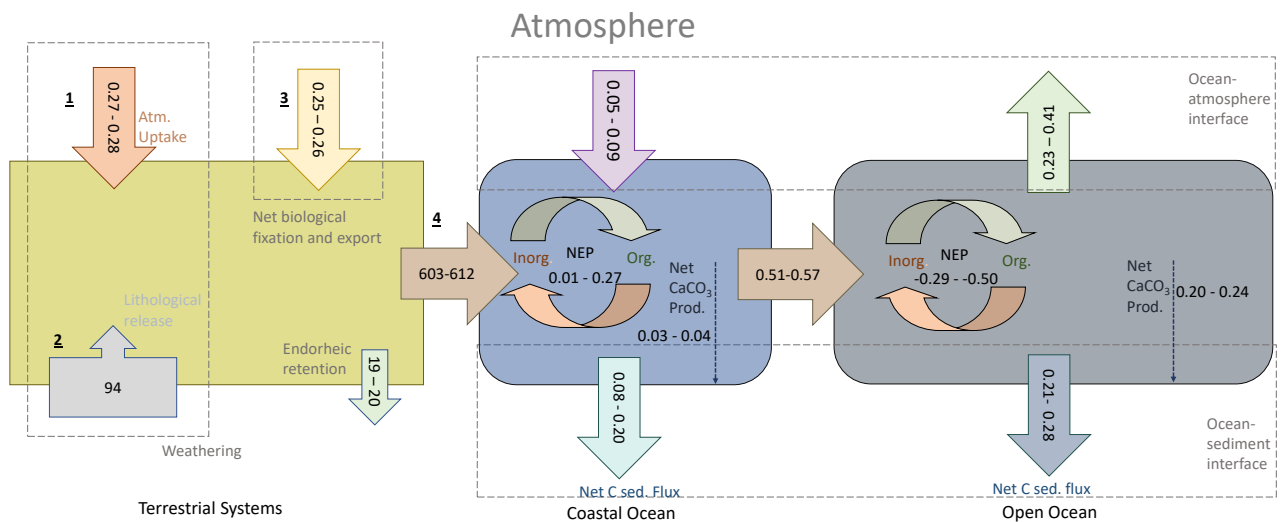 Atmosphere
1
0.27 - 0.28
Atm.
Uptake
3
0.25 – 0.26
Net biological
fixation and export
4
603-612
Lithological
release
2
94
Endorheic
retention
19 – 20
Weathering
Terrestrial Systems
0.05 - 0.09
Inorg.
NEP
Org.
0.01 - 0.27
Net
CaCO3
Prod.
0.03 - 0.04
0.08 - 0.20
Net C sed. Flux
Coastal Ocean
0.51-0.57
0.23 – 0.41
Inorg.
NEP
Org.
-0.29 - -0.50
Net
CaCO3
Prod.
0.20 - 0.24
0.21- 0.28
Net C sed. flux
Open Ocean
Ocean-
atmosphere
interface
Ocean-
sediment
interface